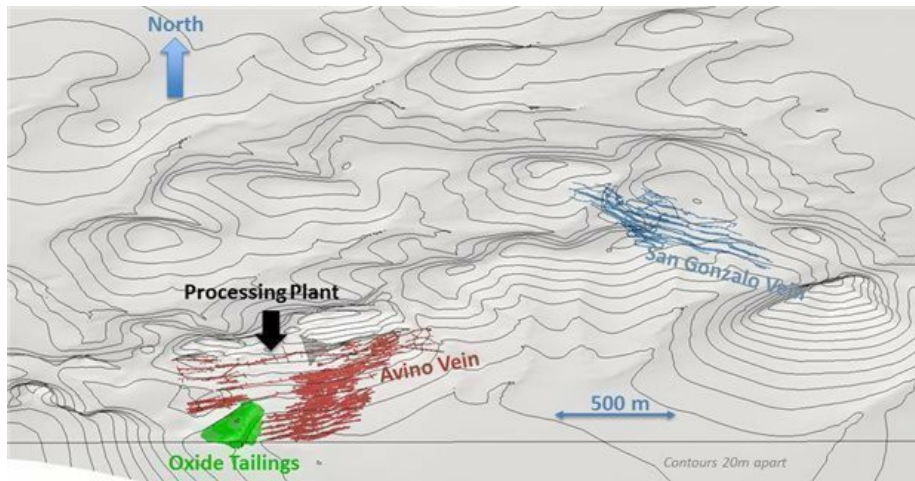 North
San Gonzalo Vein
Processing Plant
Avino Vein
500 m
Oxide Tailings
Contours 20m apart